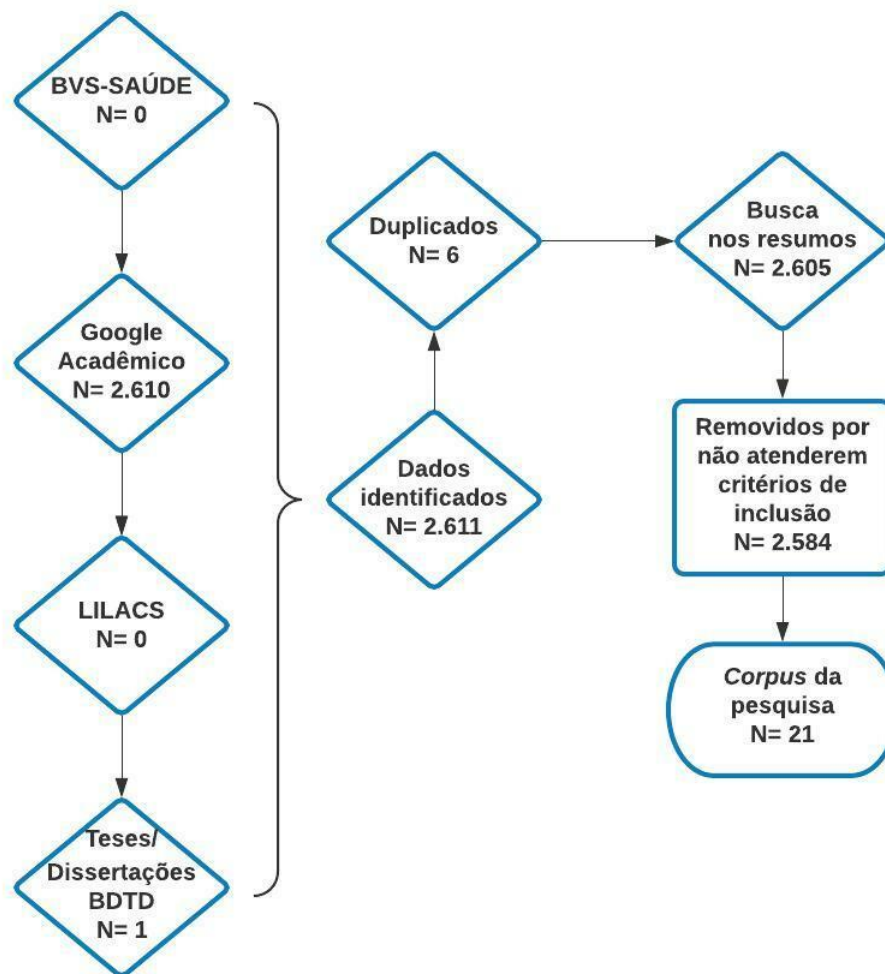 BVS-SAÚDE
N= 0
Google
Acadêmico
N= 2.610
LILACS
N= 0
Teses/
Dissertações
BDTD
N= 1
Dados
identificados
N= 2.611
Duplicados
N= 6
Busca
nos resumos
N= 2.605
Removidos por
não atenderem
critérios de
inclusão
N= 2.584
Corpus da
pesquisa
N= 21